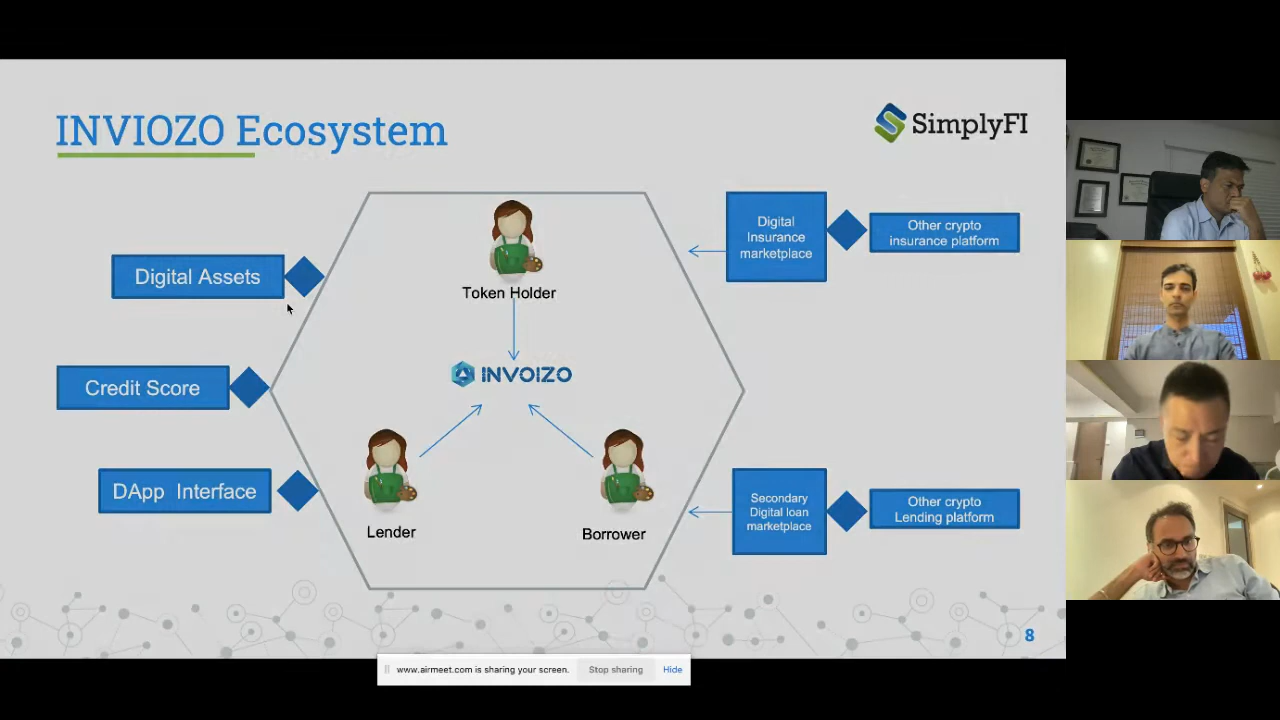 INVIOZO Ecosystem
SimplyFI
Digital Assets
Credit Score
DApp Interface
Token Holder
INVOIZO
Lender
Borrower
Digital
Insurance
marketplace
Other crypto
insurance platform
Secondary
Digital loan
marketplace
Other crypto
Lending platform
8
www.airmeet.com is sharing your screen.
Stop sharing
Hide